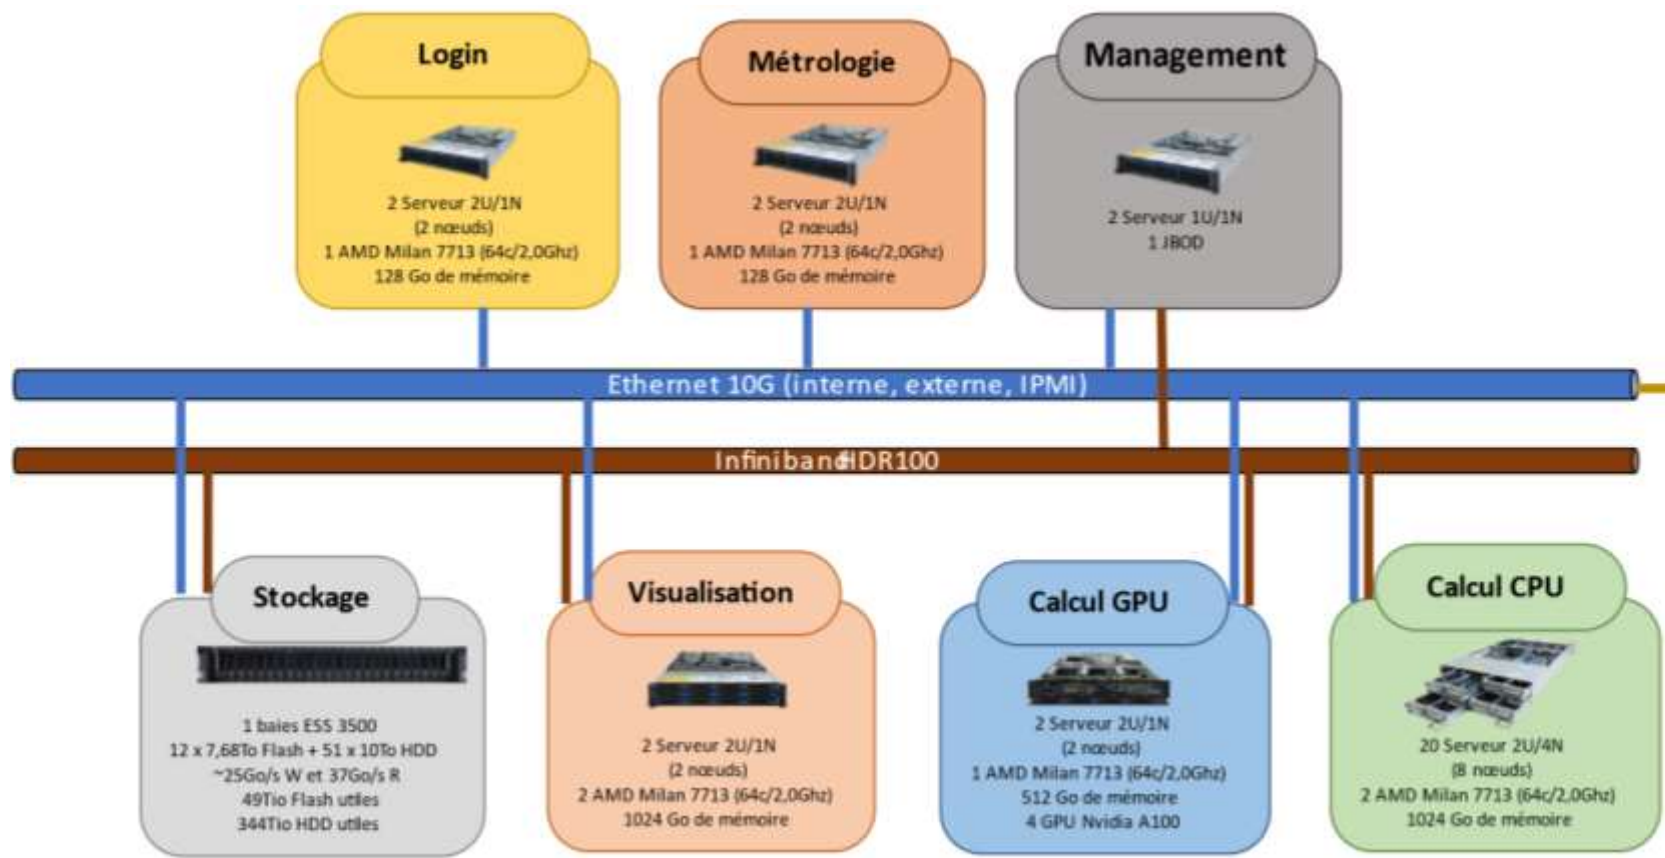 Login
2 Serveur 2U/1N
(2 nœuds)
1 AMD Milan 7713 (64c/2,0Ghz)
128 Go de mémoire
Métrologie
2 Serveur 2U/1N
(2 nœuds)
1 AMD Milan 7713 (64c/2,0Ghz)
128 Go de mémoire
Management
2 Serveur 1U/1N
1 JBOD
Ethernet 10G (interne, externe, IPMI)
Infiniband HDR100
Stockage
1 baies ESS 3500
12 x 7,68To Flash + 51 x 10To HDD
~25Go/s W et 37Go/s R
49Tio Flash utiles
344Tio HDD utiles
Visualisation
2 Serveur 2U/1N
(2 nœuds)
2 AMD Milan 7713 (64c/2,0Ghz)
1024 Go de mémoire
Calcul GPU
2 Serveur 2U/1N
(2 nœuds)
1 AMD Milan 7713 (64c/2,0Ghz)
512 Go de mémoire
4 GPU Nvidia A100
Calcul CPU
20 Serveur 2U/4N
(8 nœuds)
2 AMD Milan 7713 (64c/2,0Ghz)
1024 Go de mémoire